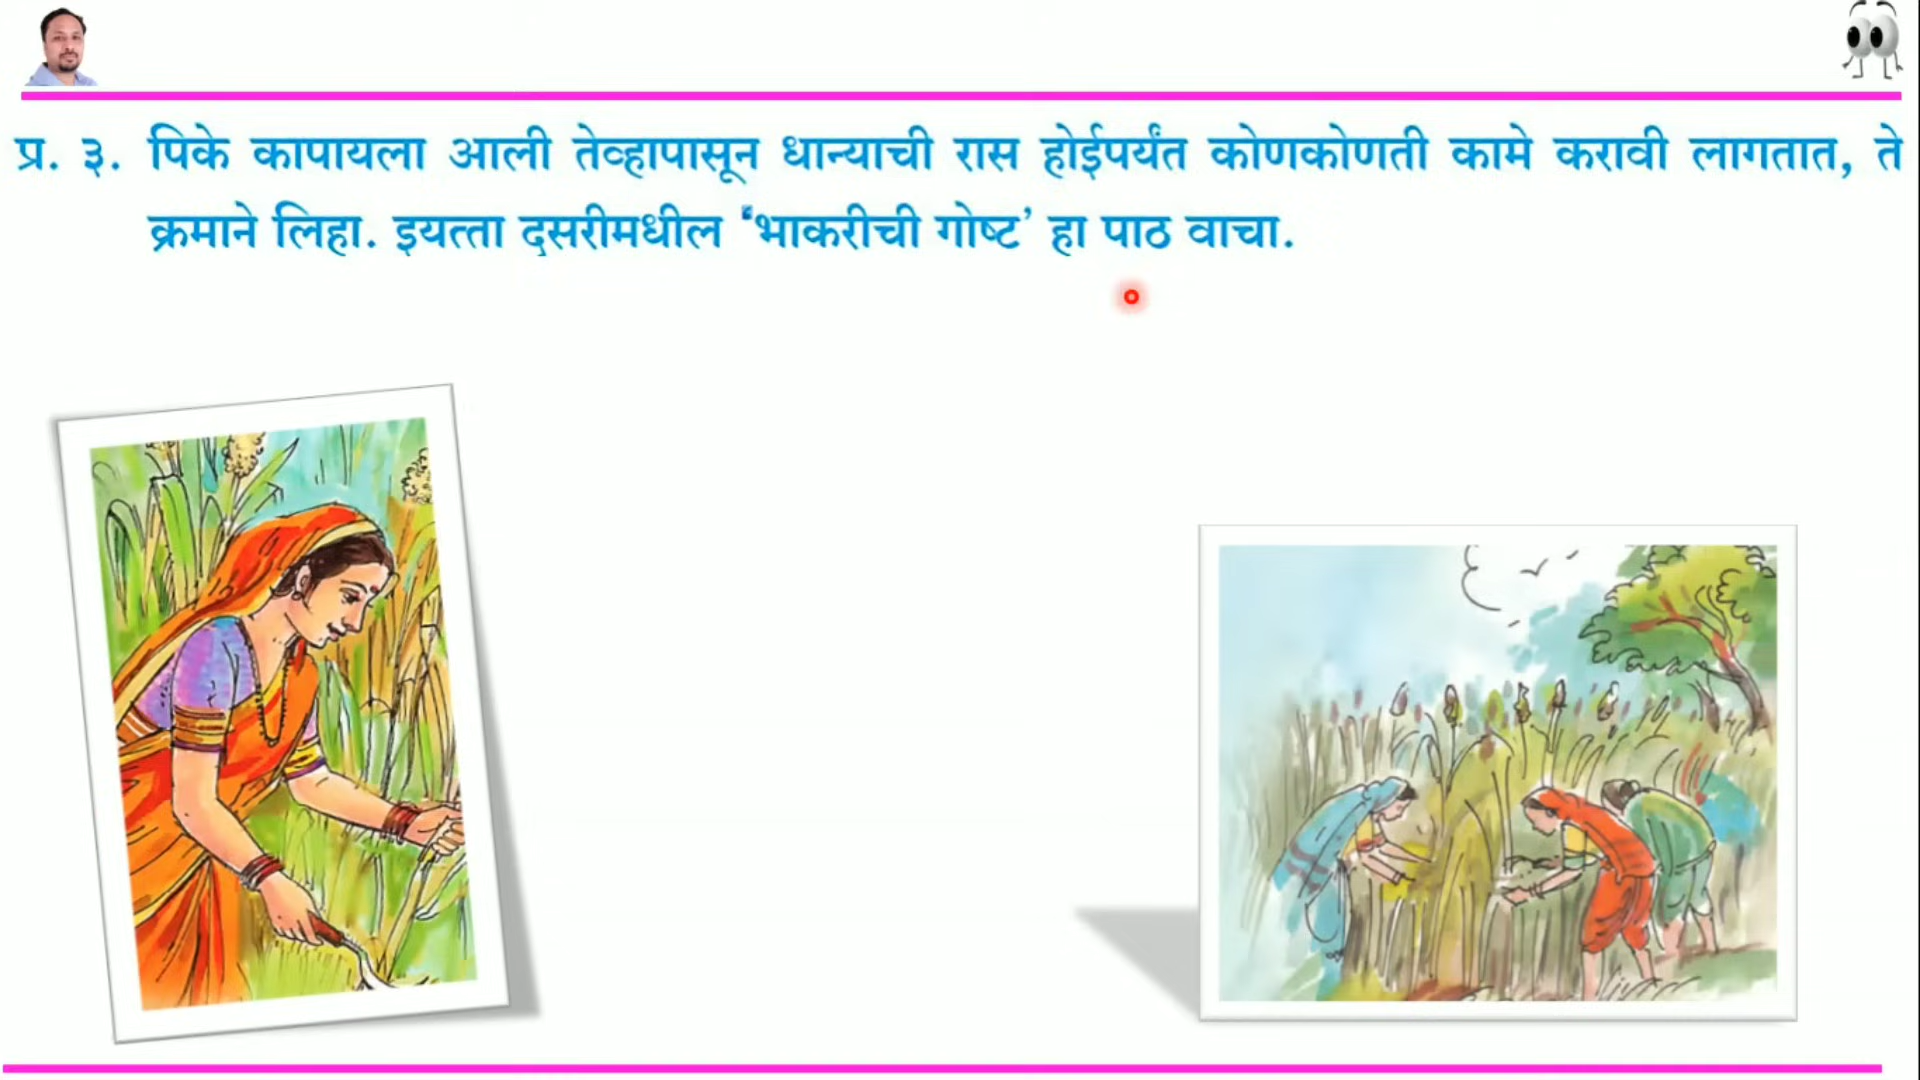 प्र. ३. पिके कापायला आली तेव्हापासून धान्याची रास होईपर्यंत कोणकोणती कामे करावी लागतात, ते
क्रमाने लिहा. इयत्ता दुसरीमधील ‘भाकरीची गोष्ट’ हा पाठ वाचा.